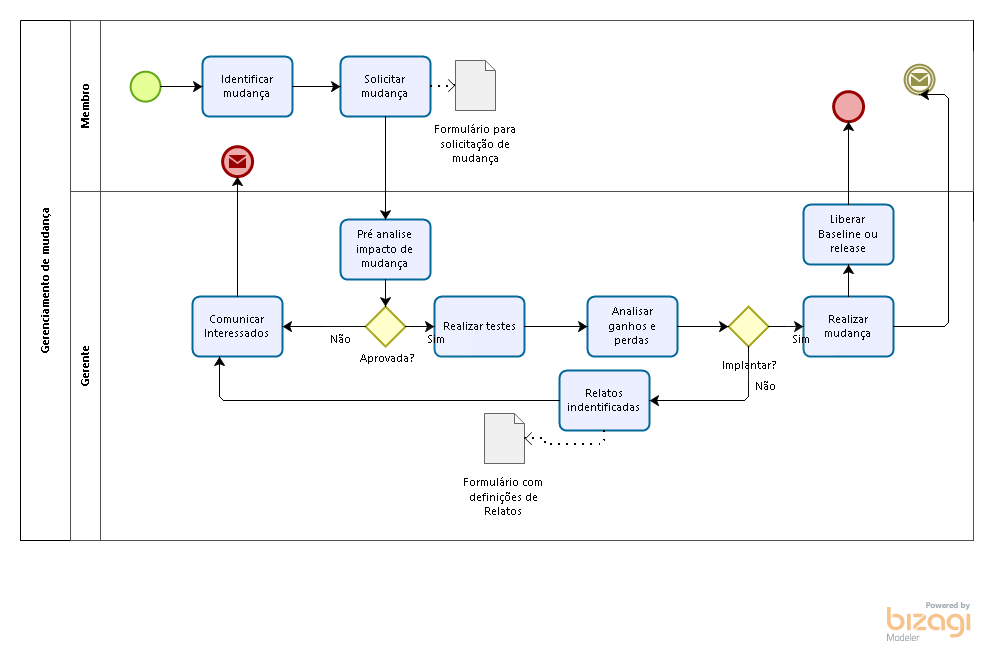 Gerenciamento de mudança
Membro
Identificar
mudança
Solicitar
mudança
Formulário para
solicitação de
mudança
Gerente
Pré analise
impacto de
mudança
Aprovada?
Não
Sim
Comunicar
Interessados
Realizar testes
Analisar
ganhos e
perdas
Implantar?
Sim
Não
Realizar
mudança
Liberar
Baseline ou
release
Relatos
indentificadas
Formulário com
definições de
Relatos
Powered by
bizagi
Modeler